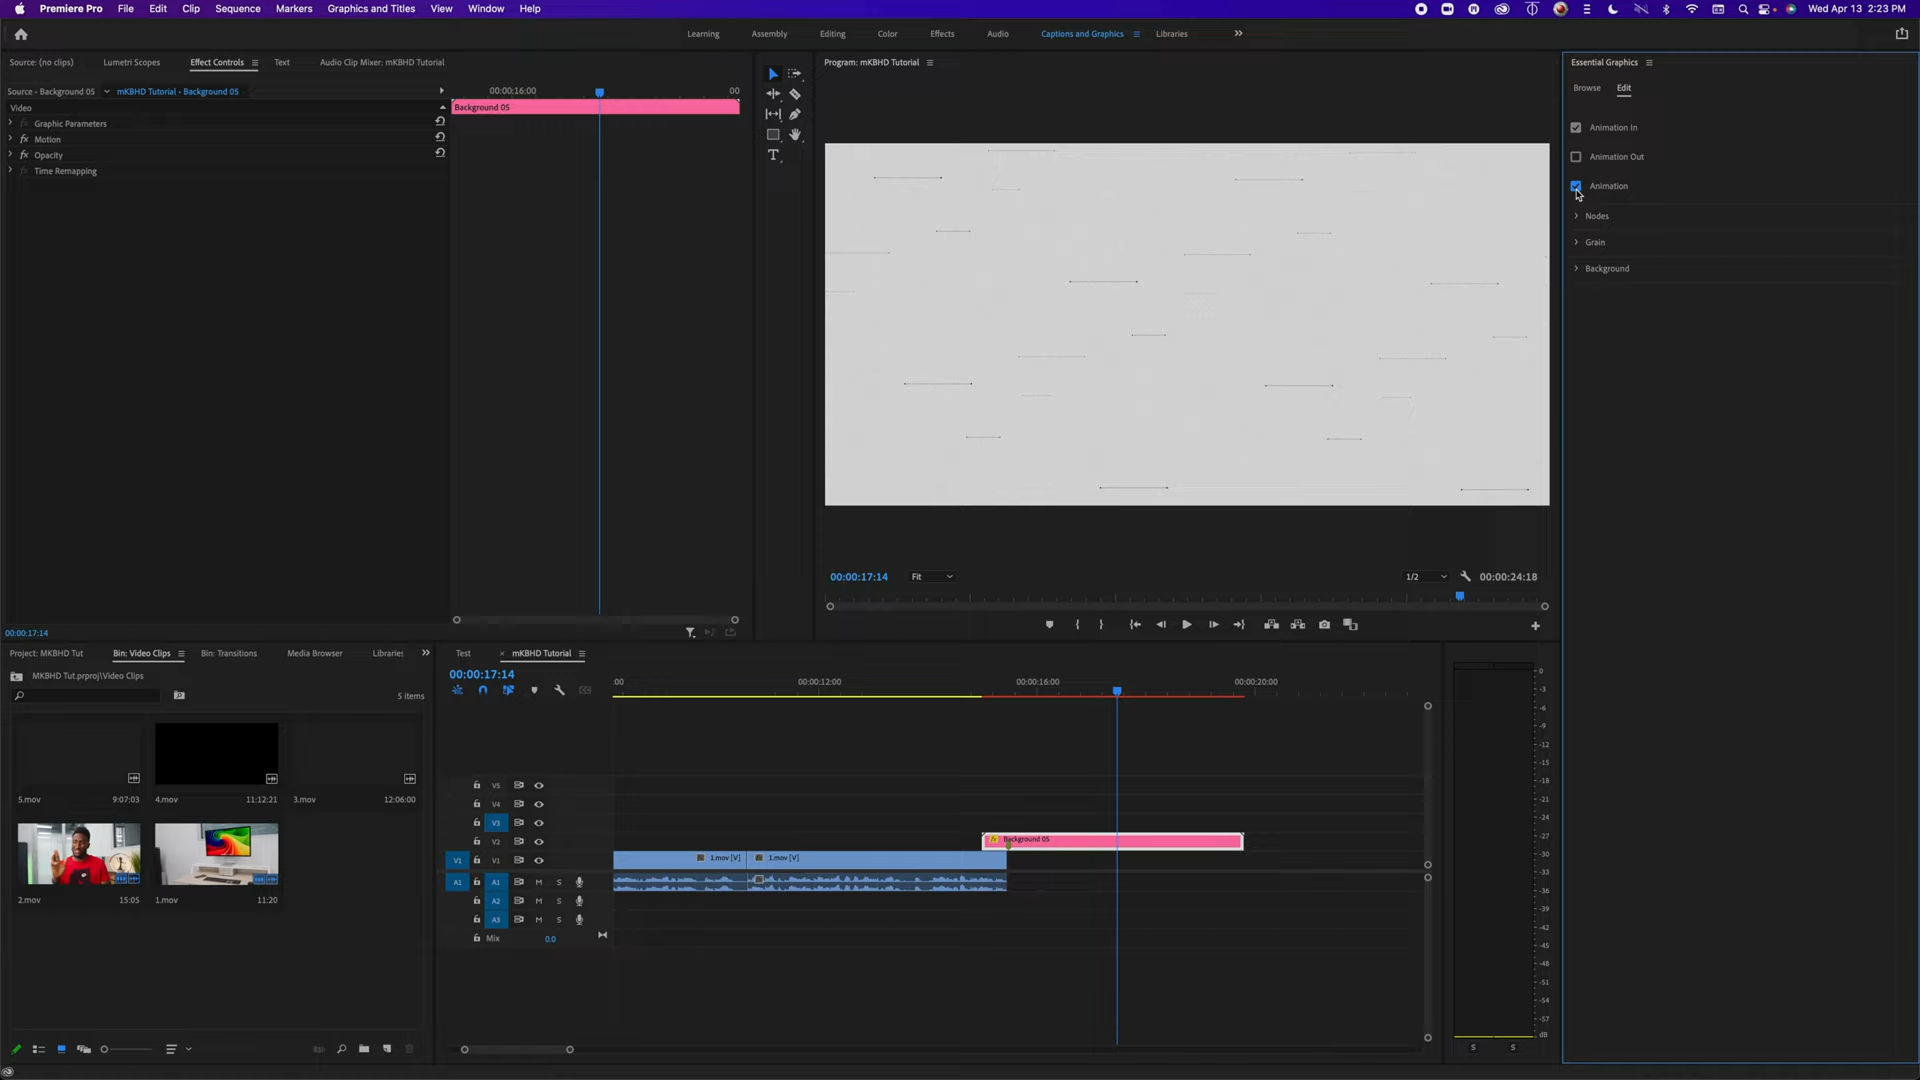 Premiere Pro File Edit Clip Sequence Markers Graphics and Titles View Window Help Wed Apr 13 2:23 PM
Learning Assembly Editing Color Effects Audio Captions and Graphics Libraries
Source: (no clips) Lumetri Scopes Effect Controls Text Audio Clip Mixer: mKBHD Tutorial
Program: mKBHD Tutorial
Essential Graphics
Browse Edit
Source • Background 05 mKBHD Tutorial • Background 05
00:00:16:00 00
Video
Background 05
Graphic Parameters
fx Motion
fx Opacity
Time Remapping
Animation In
Animation Out
Animation
Nodes
Grain
Background
00:00:17:14 Fit 1/2 00:00:24:18
00:00:17:14
Project: MKBHD Tut Bin: Video Clips Bin: Transitions Media Browser Libraries
MKBHD Tut.prproj\Video Clips
5 items
5.mov 9:07:03
4.mov 11:12:21
3.mov 12:06:00
2.mov 15:05
1.mov 11:20
Test × mKBHD Tutorial
00:00:17:14
:00 00:00:12:00 00:00:16:00 00:00:20:00
V5
V4
V3
V2 Background 05
V1 V1 1.mov [V] 1.mov [V]
A1 A1 M S
A2 M S
A3 M S
Mix 0.0
0
-3
-6
-9
-12
-15
-18
-21
-24
-27
-30
-33
-36
-39
-42
-45
-48
-51
-54
-57
dB
S S